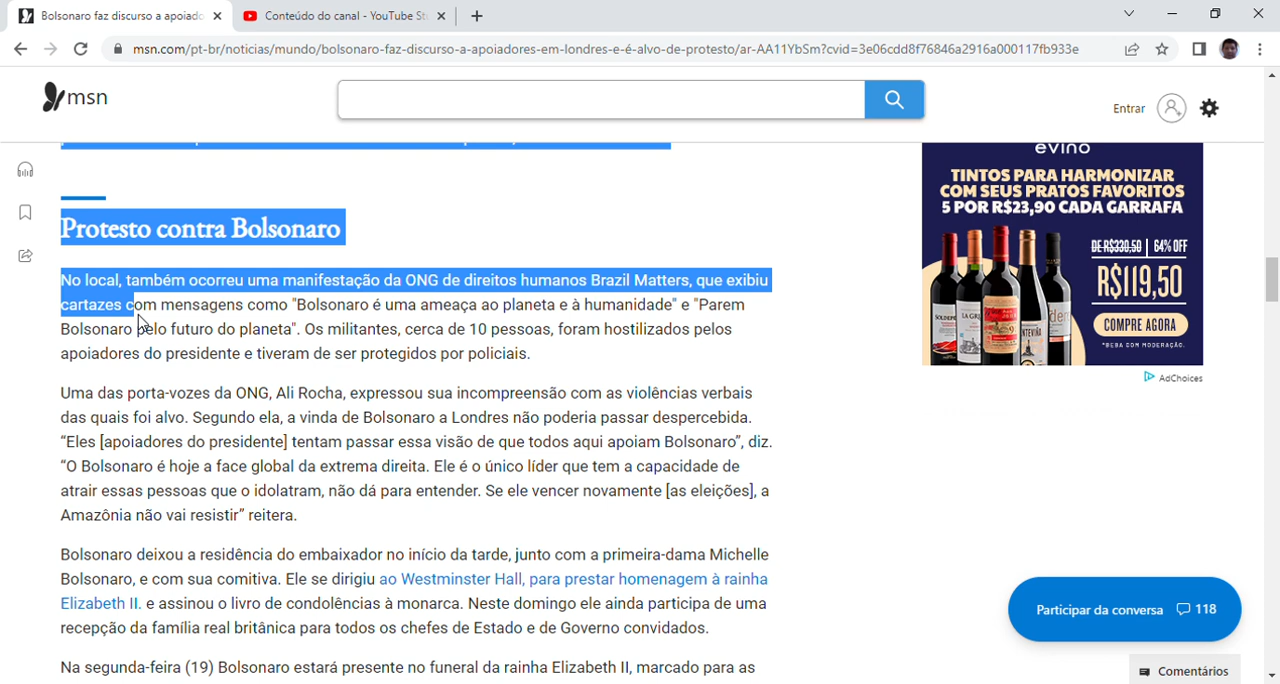 Bolsonaro faz discurso a apoiado
Conteúdo do canal - YouTube St
msn.com/pt-br/noticias/mundo/bolsonaro-faz-discurso-a-apoiadores-em-londres-e-é-alvo-de-protesto/ar-AA11YbSm?cvid=3e06cdd8f76846a2916a000117fb933e
msn
Entrar
Protesto contra Bolsonaro
No local, também ocorreu uma manifestação da ONG de direitos humanos Brazil Matters, que exibiu
cartazes com mensagens como "Bolsonaro é uma ameaça ao planeta e à humanidade" e "Parem
Bolsonaro pelo futuro do planeta". Os militantes, cerca de 10 pessoas, foram hostilizados pelos
apoiadores do presidente e tiveram de ser protegidos por policiais.
Uma das porta-vozes da ONG, Ali Rocha, expressou sua incompreensão com as violências verbais
das quais foi alvo. Segundo ela, a vinda de Bolsonaro a Londres não poderia passar despercebida.
“Eles [apoiadores do presidente] tentam passar essa visão de que todos aqui apoiam Bolsonaro”, diz.
“O Bolsonaro é hoje a face global da extrema direita. Ele é o único líder que tem a capacidade de
atrair essas pessoas que o idolatram, não dá para entender. Se ele vencer novamente [as eleições], a
Amazônia não vai resistir” reitera.
Bolsonaro deixou a residência do embaixador no início da tarde, junto com a primeira-dama Michelle
Bolsonaro, e com sua comitiva. Ele se dirigiu ao Westminster Hall, para prestar homenagem à rainha
Elizabeth II. e assinou o livro de condolências à monarca. Neste domingo ele ainda participa de uma
recepção da família real britânica para todos os chefes de Estado e de Governo convidados.
Na segunda-feira (19) Bolsonaro estará presente no funeral da rainha Elizabeth II, marcado para as
evino
TINTOS PARA HARMONIZAR
COM SEUS PRATOS FAVORITOS
5 POR R$23,90 CADA GARRAFA
DE R$330,50 | 64% OFF
R$119,50
COMPRE AGORA
*BEBA COM MODERAÇÃO.
AdChoices
Participar da conversa 118
Comentários